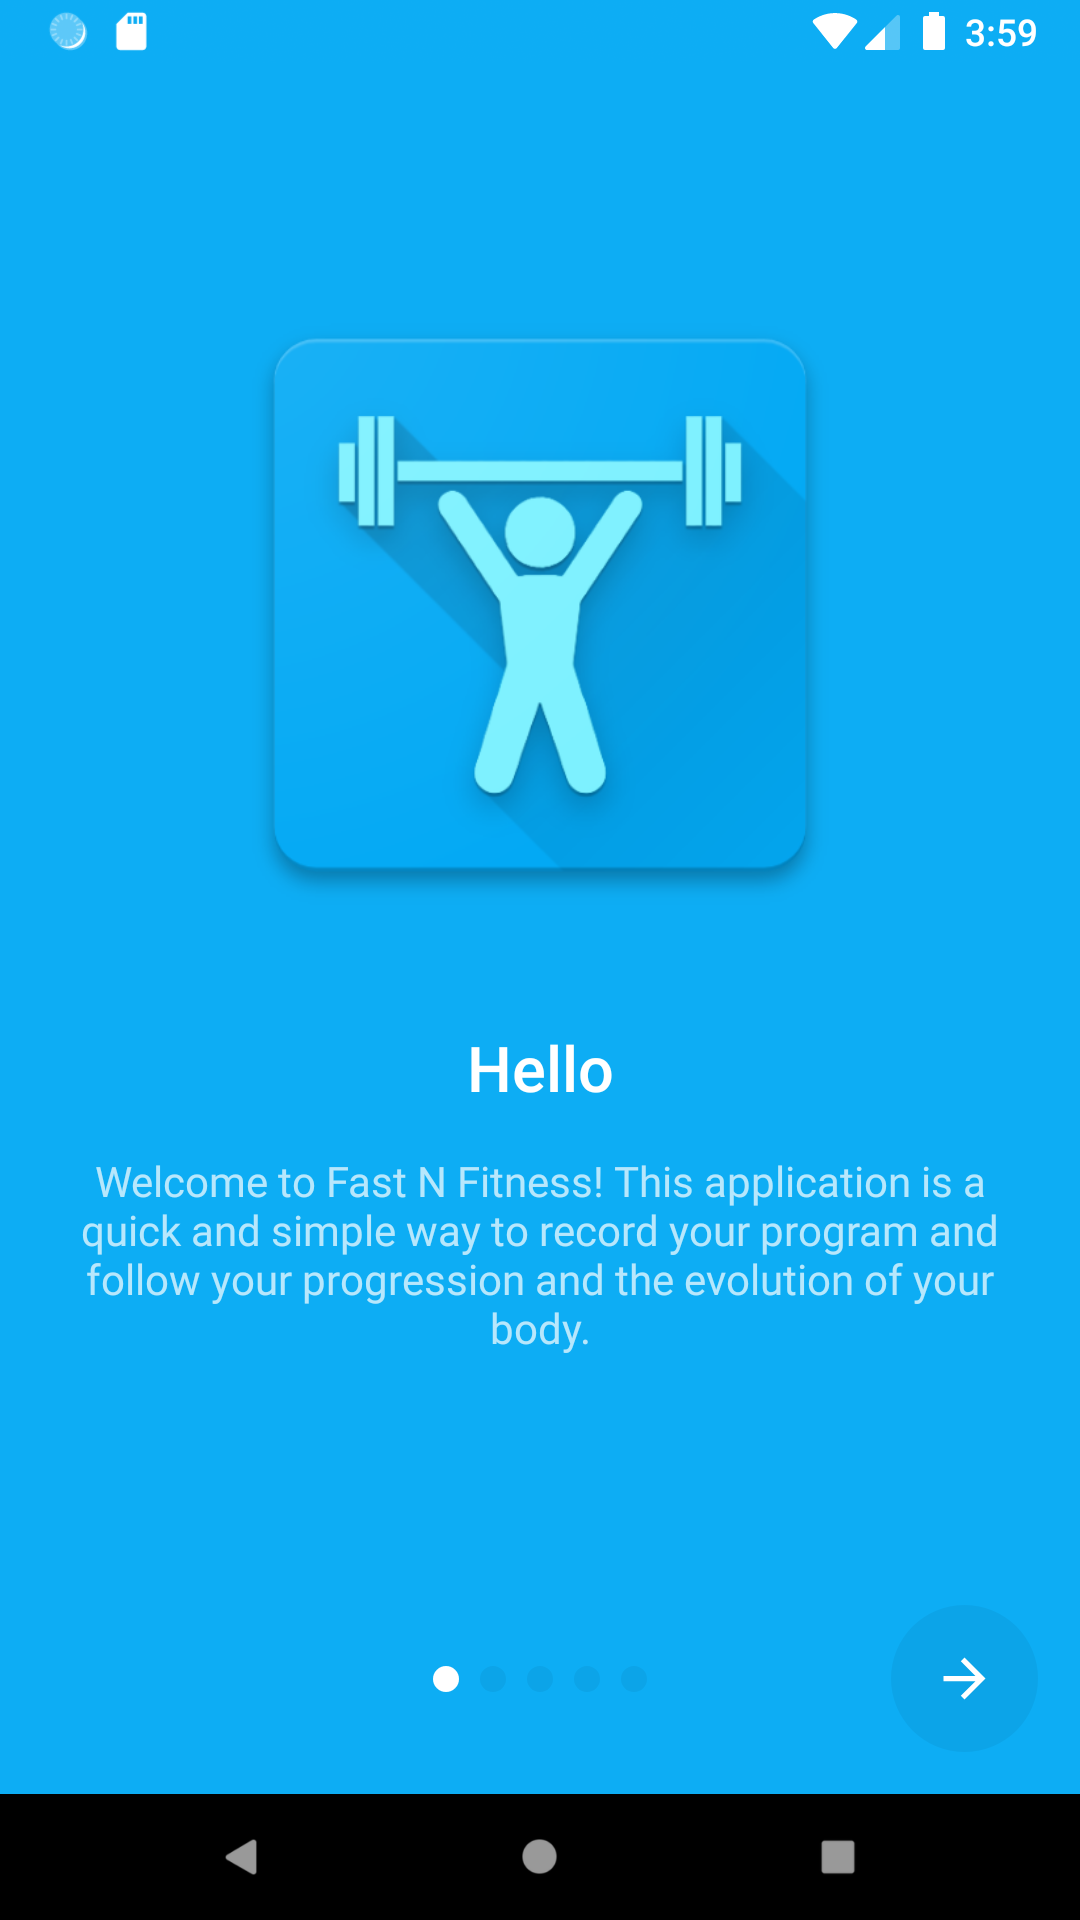 3:59
Hello
Welcome to Fast N Fitness! This application is a
quick and simple way to record your program and
follow your progression and the evolution of your
body.